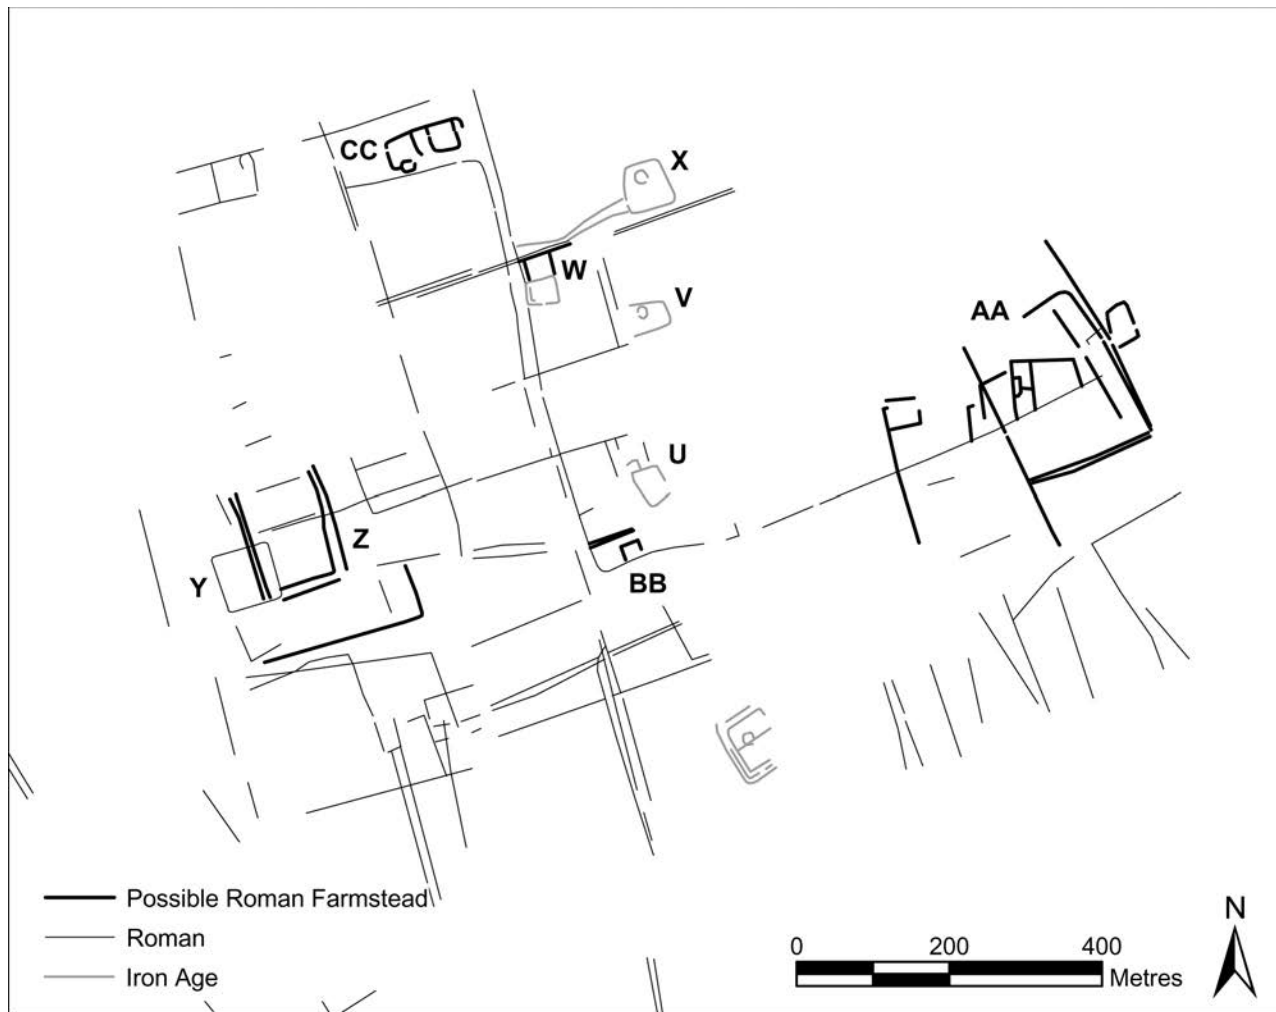 CC
X
W
V
AA
U
Z
Y
BB
Possible Roman Farmstead
Roman
Iron Age
0 200 400
Metres
N